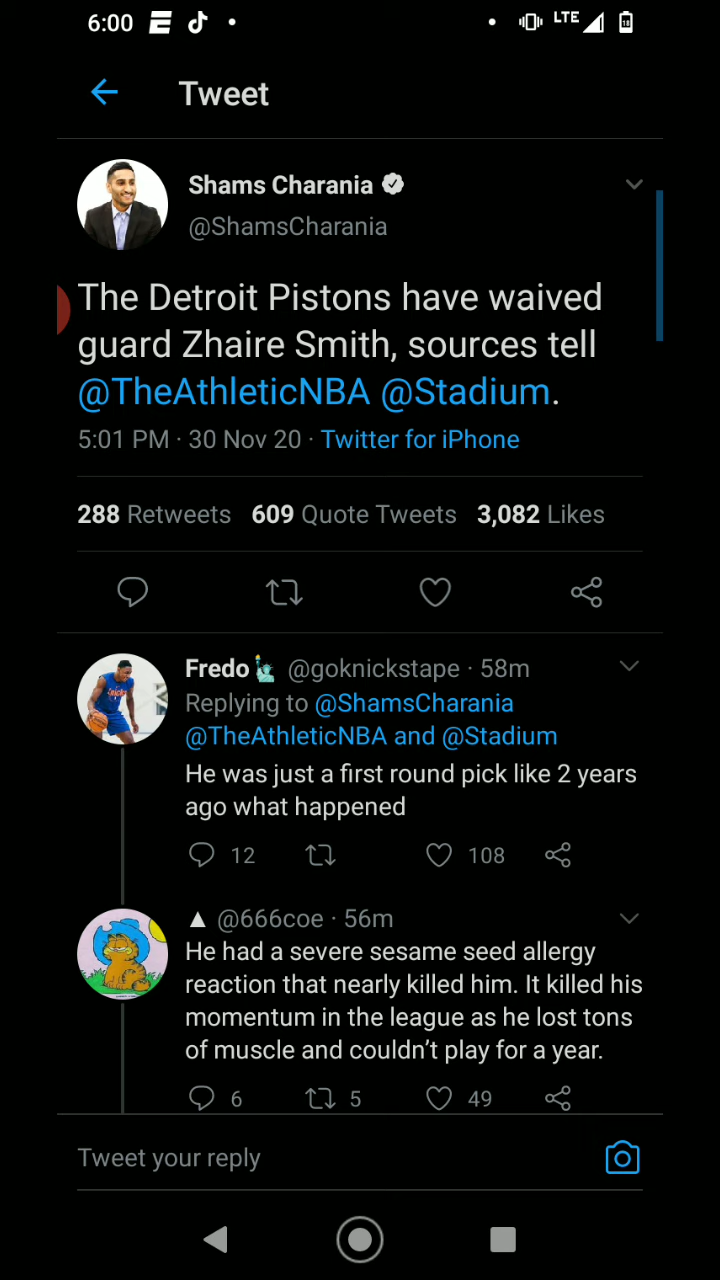 6:00
LTE
18
Tweet
Shams Charania
@ShamsCharania
The Detroit Pistons have waived
guard Zhaire Smith, sources tell
@TheAthleticNBA @Stadium.
5:01 PM · 30 Nov 20 · Twitter for iPhone
288 Retweets 609 Quote Tweets 3,082 Likes
Fredo🗽 @goknickstape · 58m
Replying to @ShamsCharania
@TheAthleticNBA and @Stadium
He was just a first round pick like 2 years
ago what happened
12 108
▲ @666coe · 56m
He had a severe sesame seed allergy
reaction that nearly killed him. It killed his
momentum in the league as he lost tons
of muscle and couldn’t play for a year.
6 5 49
Tweet your reply